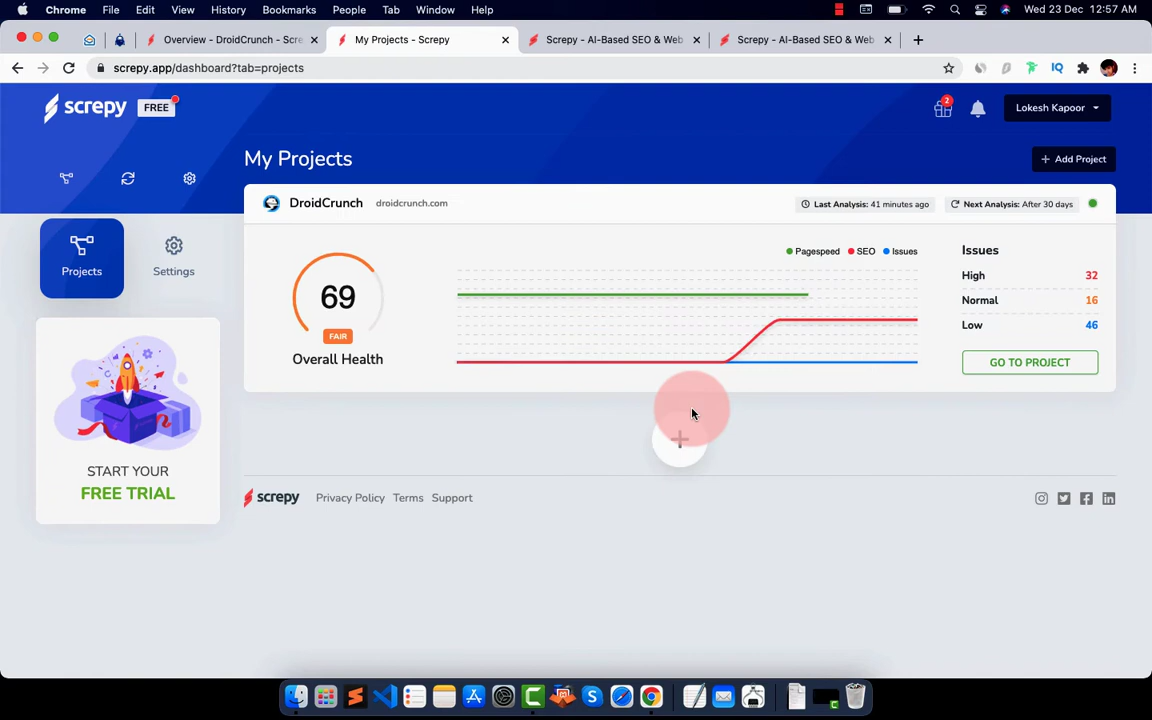 Chrome File Edit View History Bookmarks People Tab Window Help Wed 23 Dec 12:57 AM
Overview - DroidCrunch - Scre
My Projects - Screpy
Screpy - AI-Based SEO & Web
Screpy - AI-Based SEO & Web
screpy.app/dashboard?tab=projects
IQ
screpy FREE
2
Lokesh Kapoor
My Projects
+ Add Project
DroidCrunch droidcrunch.com
Last Analysis: 41 minutes ago
Next Analysis: After 30 days
Projects
Settings
Pagespeed SEO Issues
69
FAIR
Overall Health
Issues
High 32
Normal 16
Low 46
GO TO PROJECT
START YOUR
FREE TRIAL
screpy Privacy Policy Terms Support